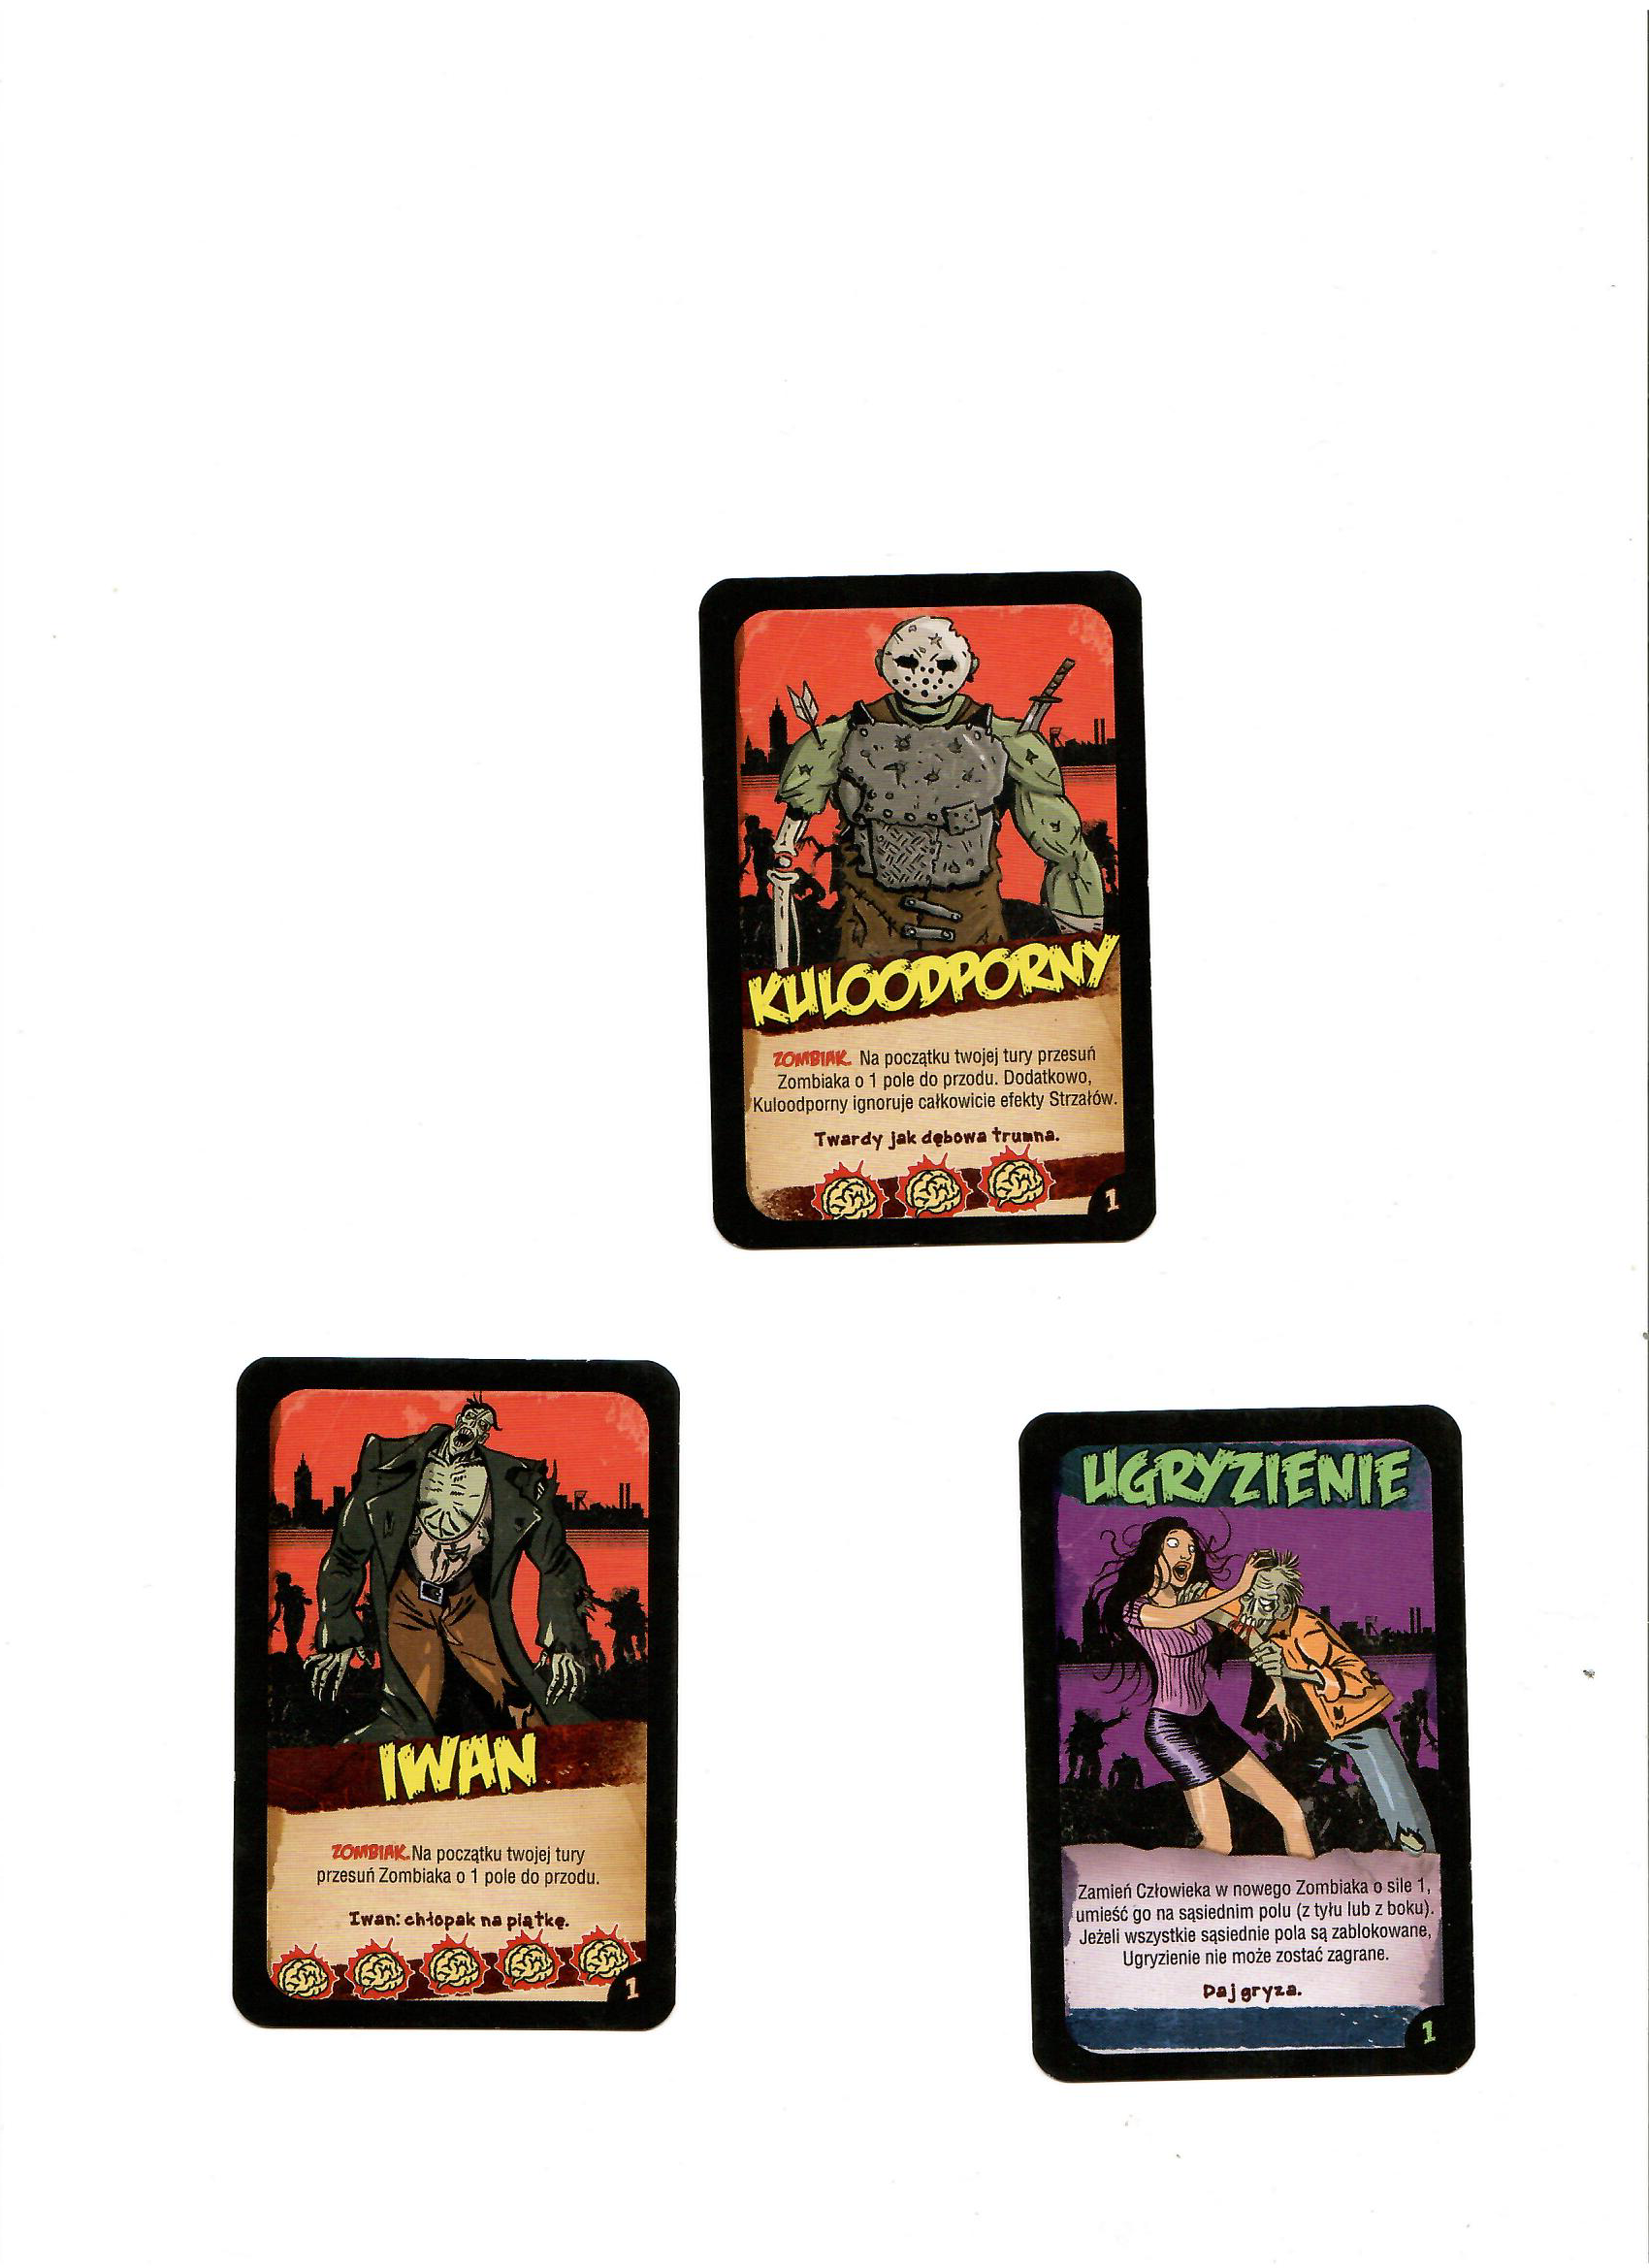 KULOODPORNY
ZOMBIAK. Na początku twojej tury przesuń
Zombiaka o 1 pole do przodu. Dodatkowo,
Kuloodporny ignoruje całkowicie efekty Strzałów.
Twardy jak dębowa trumna.
1
IWAN
ZOMBIAK. Na początku twojej tury
przesuń Zombiaka o 1 pole do przodu.
Iwan: chłopak na piątkę.
1
UGRYZIENIE
Zamień Człowieka w nowego Zombiaka o sile 1,
umieść go na sąsiednim polu (z tyłu lub z boku).
Jeżeli wszystkie sąsiednie pola są zablokowane,
Ugryzienie nie może zostać zagrane.
Daj gryza.
1